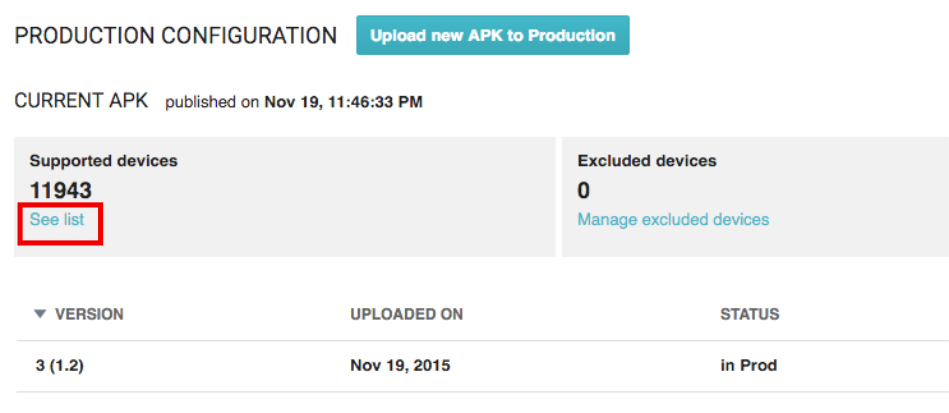 PRODUCTION CONFIGURATION Upload new APK to Production
CURRENT APK published on Nov 19, 11:46:33 PM
Supported devices
11943
See list
Excluded devices
0
Manage excluded devices
VERSION UPLOADED ON STATUS
3 (1.2) Nov 19, 2015 in Prod